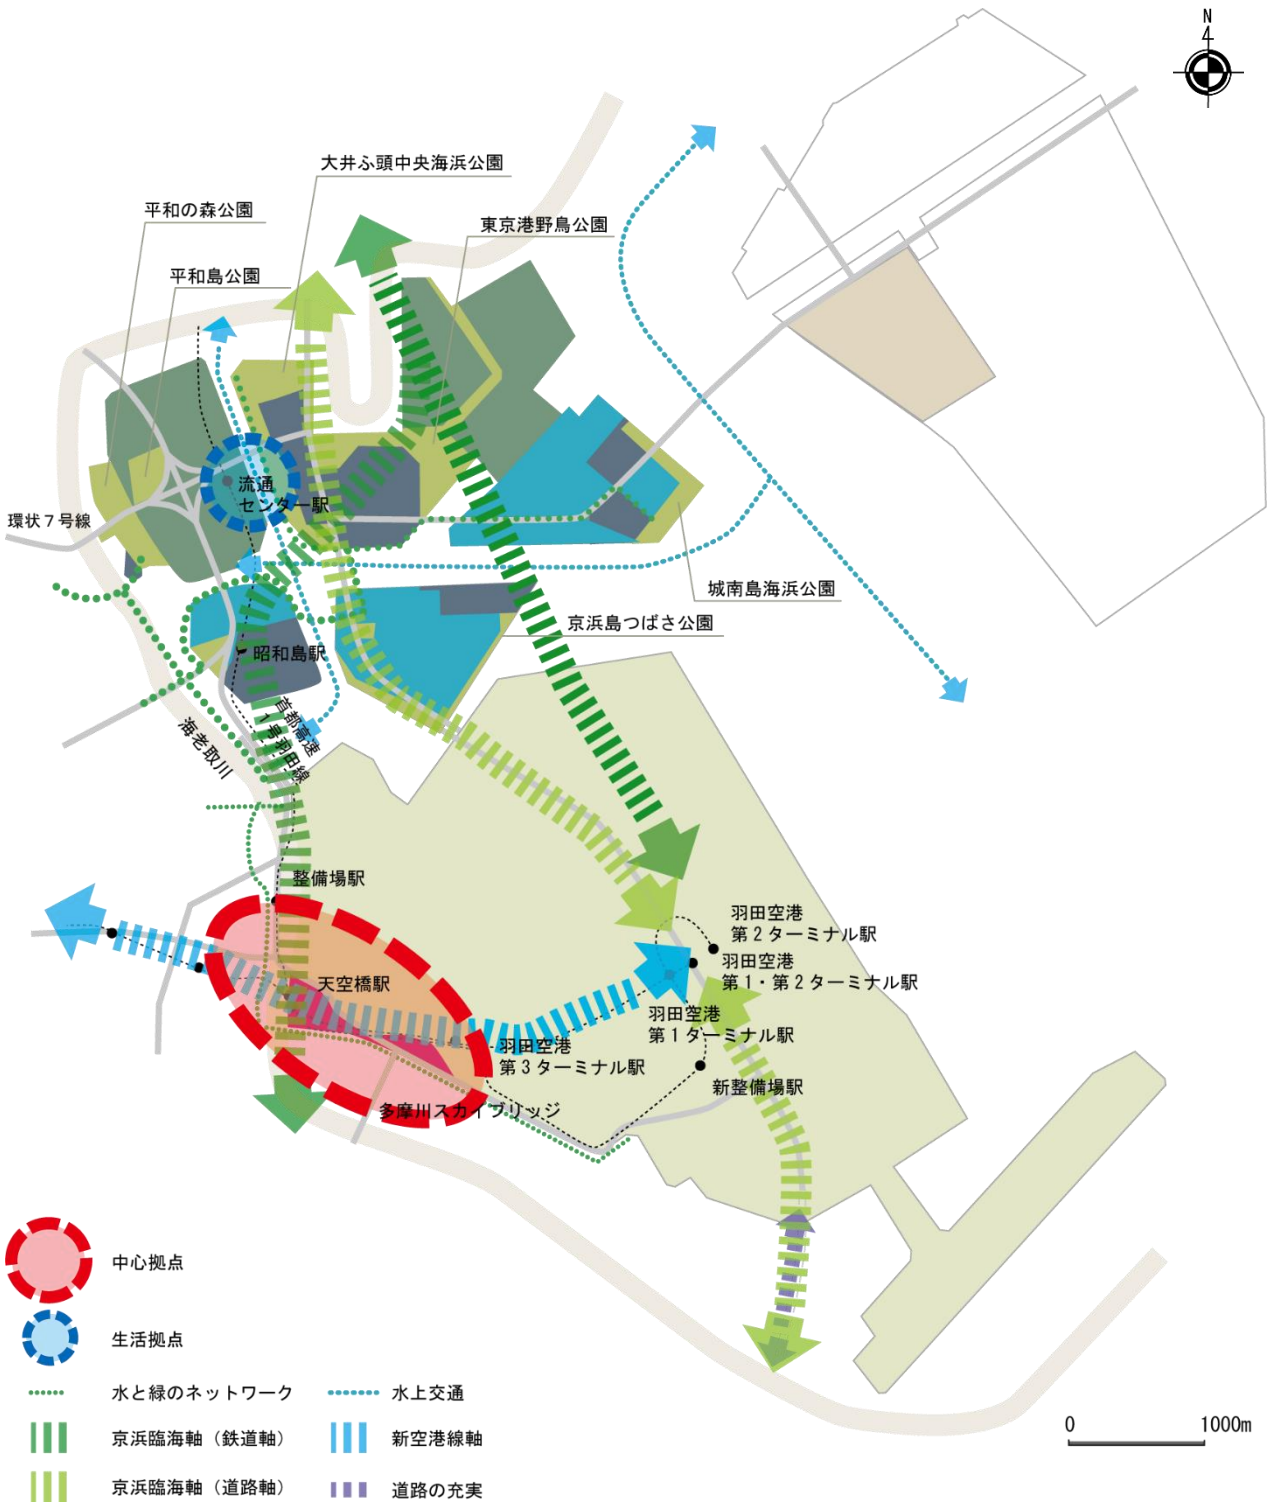 N
大井ふ頭中央海浜公園
平和の森公園
東京港野鳥公園
平和島公園
流通
センター駅
環状７号線
城南島海浜公園
京浜島つばさ公園
昭和島駅
首都高速
１号羽田線
海老取川
整備場駅
羽田空港
第２ターミナル駅
羽田空港
第１・第２ターミナル駅
天空橋駅
羽田空港
第１ターミナル駅
羽田空港
第３ターミナル駅
新整備場駅
多摩川スカイブリッジ
中心拠点
生活拠点
水と緑のネットワーク
水上交通
京浜臨海軸（鉄道軸）
新空港線軸
京浜臨海軸（道路軸）
道路の充実
0
1000m